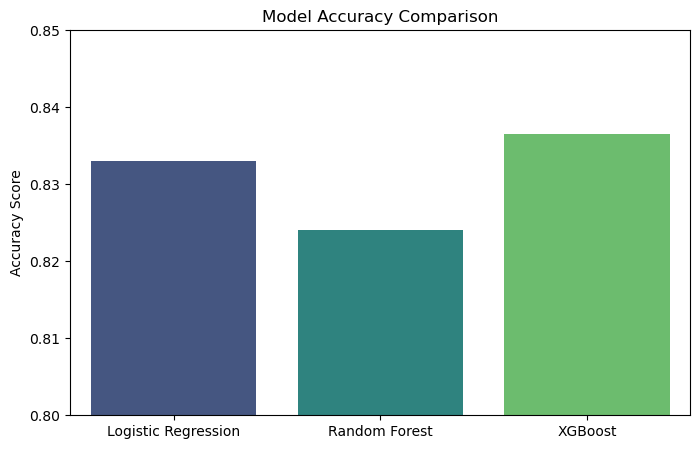 Model Accuracy Comparison
0.85
0.84
0.83
0.82
0.81
0.80
Accuracy Score
Logistic Regression
Random Forest
XGBoost